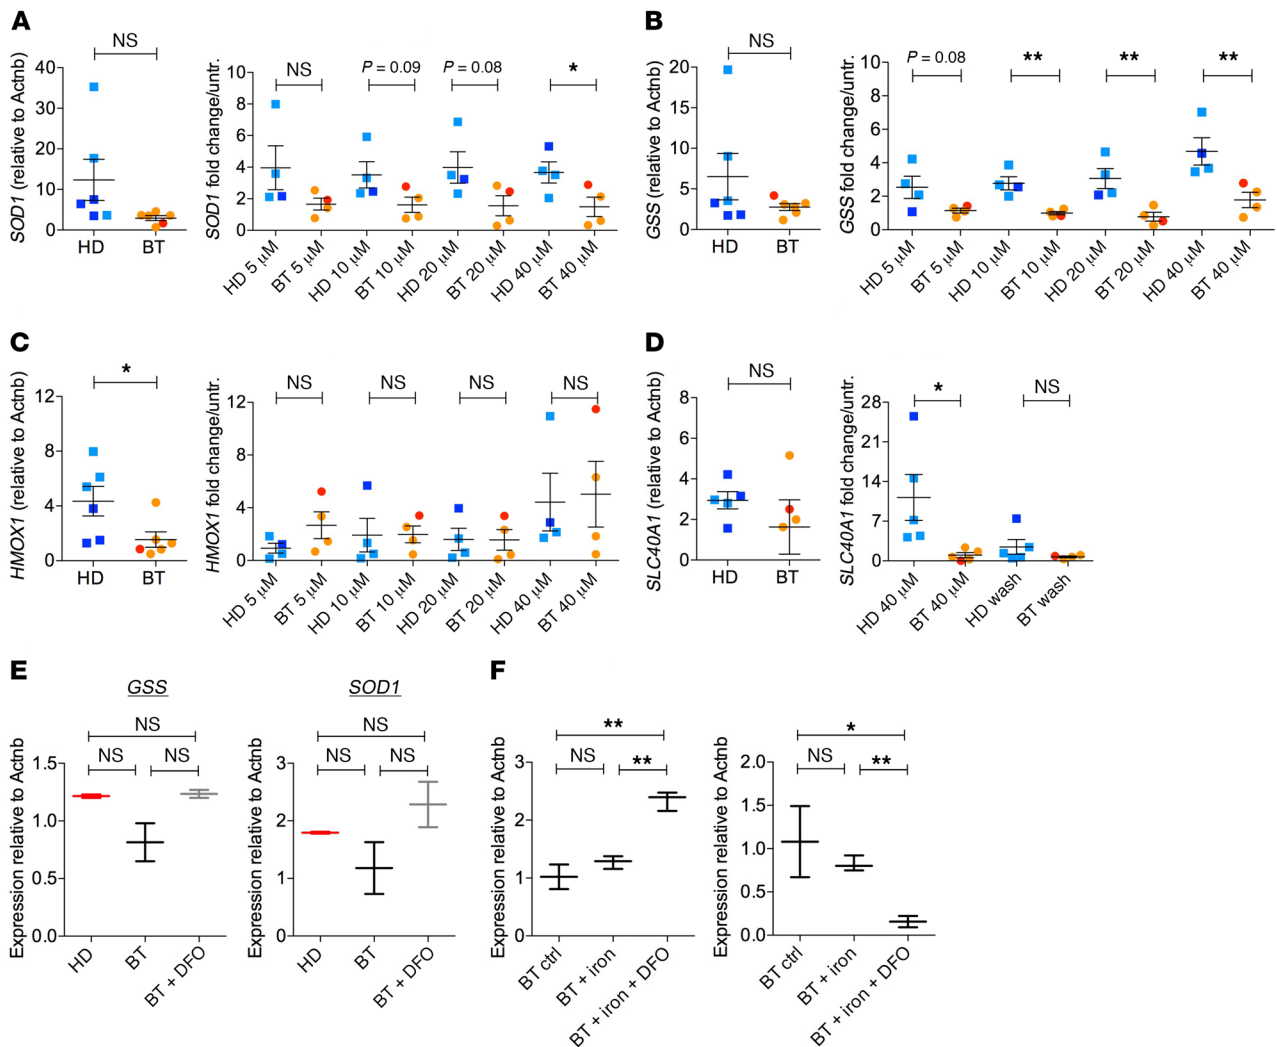 A
SOD1 (relative to Actnb)
NS
40
30
20
10
0
HD
BT
SOD1 fold change/untr.
NS
P = 0.09
P = 0.08
*
10
8
6
4
2
0
HD 5 µM
BT 5 µM
HD 10 µM
BT 10 µM
HD 20 µM
BT 20 µM
HD 40 µM
BT 40 µM
B
GSS (relative to Actnb)
NS
20
15
10
5
0
HD
BT
GSS fold change/untr.
P = 0.08
**
**
**
10
8
6
4
2
0
HD 5 µM
BT 5 µM
HD 10 µM
BT 10 µM
HD 20 µM
BT 20 µM
HD 40 µM
BT 40 µM
C
HMOX1 (relative to Actnb)
*
12
8
4
0
HD
BT
HMOX1 fold change/untr.
NS
NS
NS
NS
12
8
4
0
HD 5 µM
BT 5 µM
HD 10 µM
BT 10 µM
HD 20 µM
BT 20 µM
HD 40 µM
BT 40 µM
D
SLC40A1 (relative to Actnb)
NS
8
6
4
2
0
HD
BT
SLC40A1 fold change/untr.
*
NS
28
21
14
7
0
HD 40 µM
BT 40 µM
HD wash
BT wash
E
GSS
Expression relative to Actnb
NS
NS
NS
1.5
1.0
0.5
0.0
HD
BT
BT + DFO
SOD1
Expression relative to Actnb
NS
NS
NS
3
2
1
0
HD
BT
BT + DFO
F
Expression relative to Actnb
**
NS
**
3
2
1
0
BT ctrl
BT + iron
BT + iron + DFO
Expression relative to Actnb
*
NS
**
2.0
1.5
1.0
0.5
0.0
BT ctrl
BT + iron
BT + iron + DFO